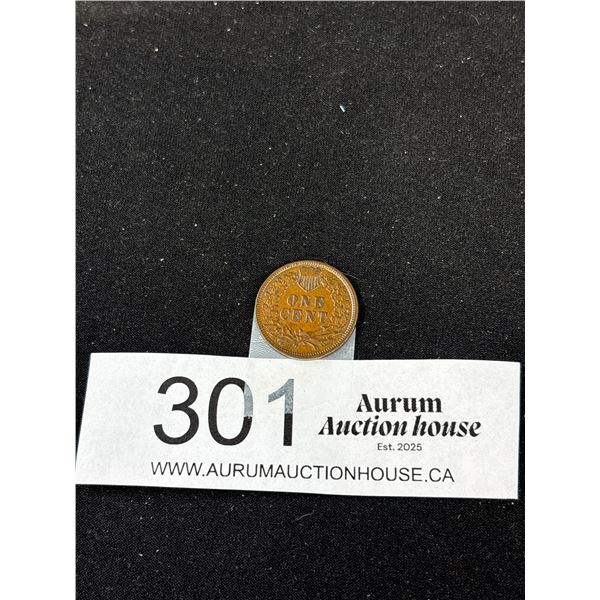 ONE
CENT
301
Aurum
Auction house
Est. 2025
WWW.AURUMAUCTIONHOUSE.CA